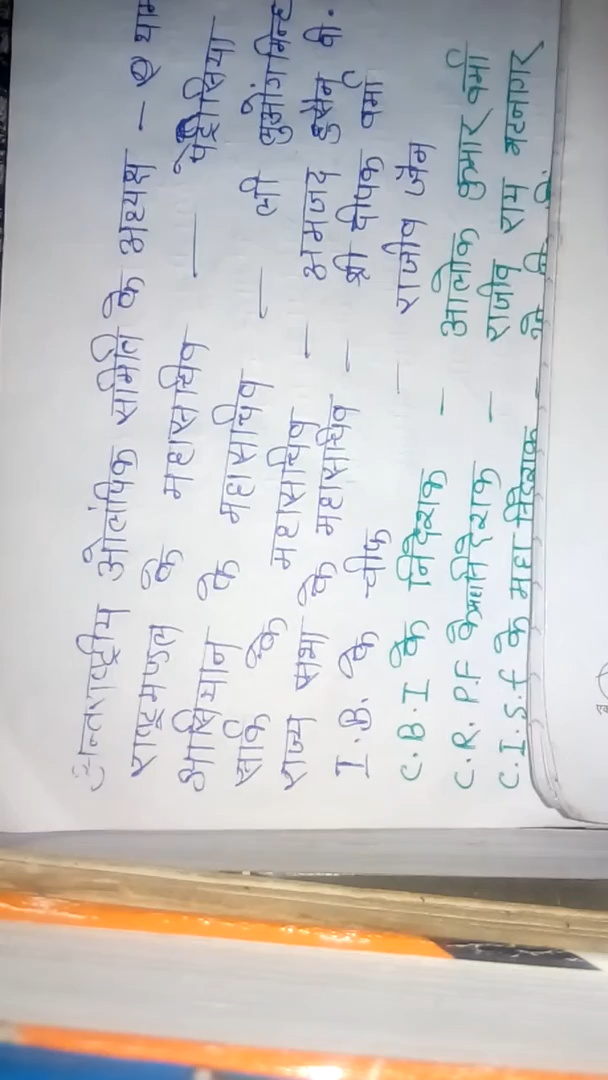 अन्तर्राष्ट्रीय ओलंपिक समिति के अध्यक्ष –
राष्ट्रमण्डल के महासचिव – पेट्रोसिया
आसियान के महासचिव – ली
सार्क के महासचिव – अमजद हुसैन बी.
राज्य सभा के महासचिव – श्री दीपक वर्मा
I.B. के चीफ – राजीव जैन
C.B.I के निदेशक – आलोक कुमार वर्मा
C.R.P.F के महानिदेशक – राजीव राय भटनागर
C.I.S.F के महानिदेशक –